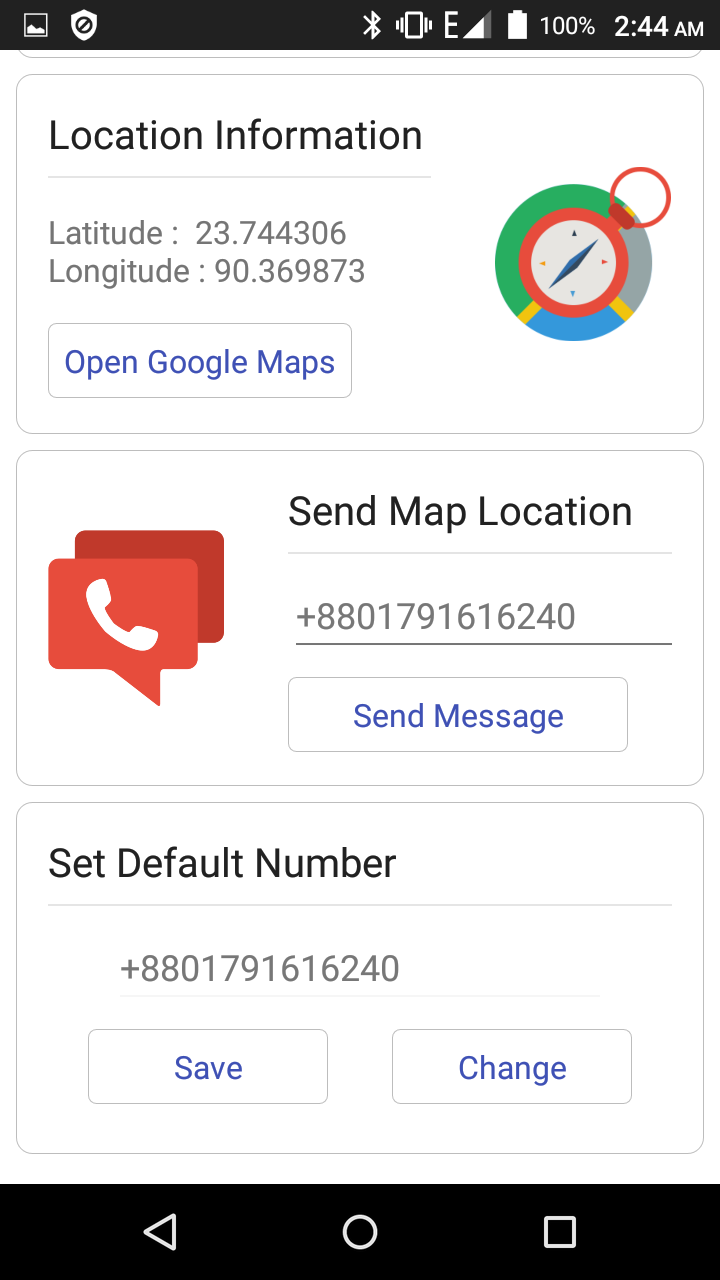 E 100% 2:44 AM
Location Information
Latitude :  23.744306
Longitude : 90.369873
Open Google Maps
Send Map Location
+8801791616240
Send Message
Set Default Number
+8801791616240
Save Change